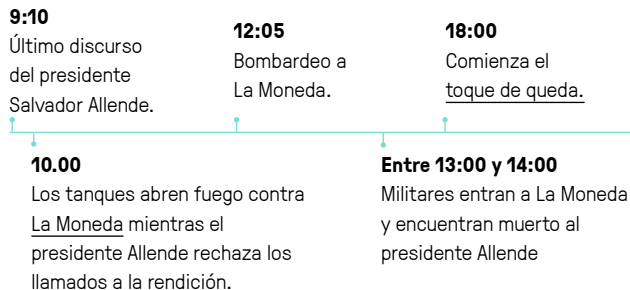 9:10
Último discurso
del presidente
Salvador Allende.
10.00
Los tanques abren fuego contra
La Moneda mientras el
presidente Allende rechaza los
llamados a la rendición.
12:05
Bombardeo a
La Moneda.
Entre 13:00 y 14:00
Militares entran a La Moneda
y encuentran muerto al
presidente Allende
18:00
Comienza el
toque de queda.